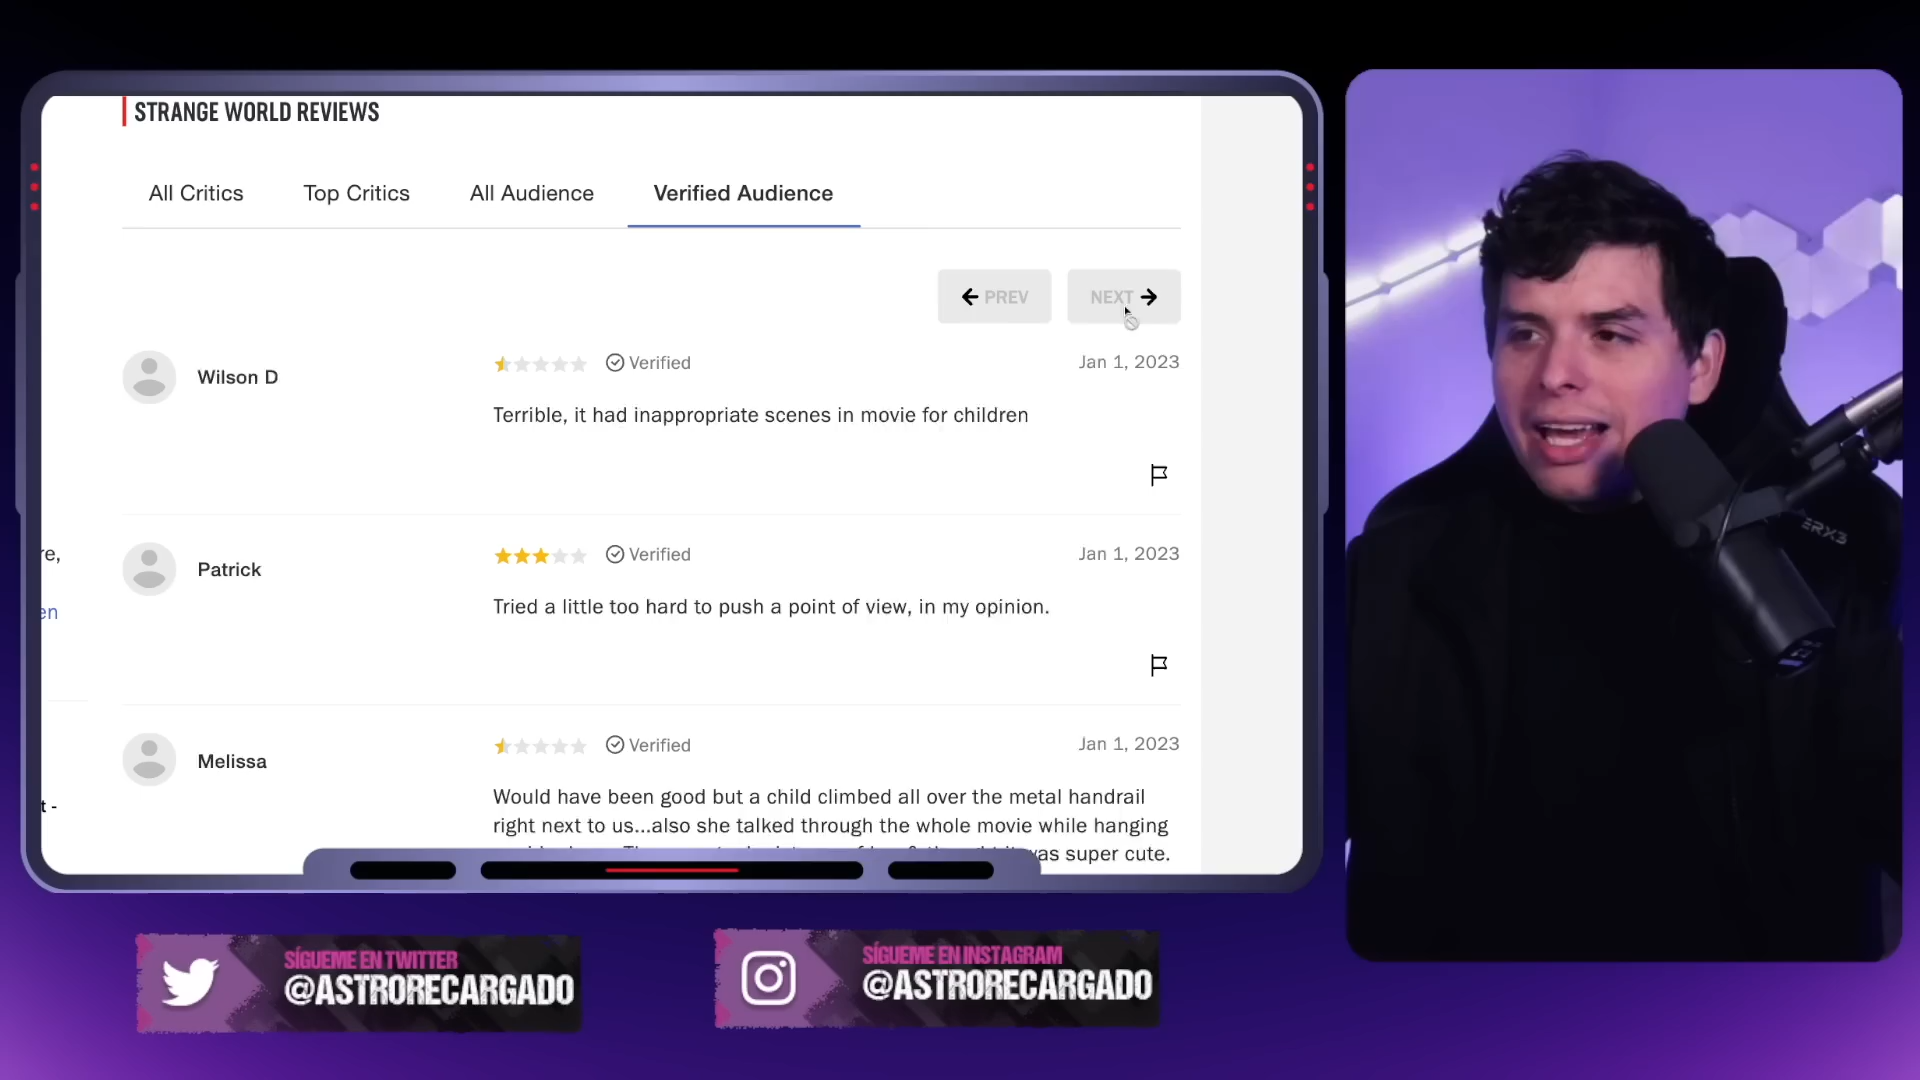 STRANGE WORLD REVIEWS
All Critics Top Critics All Audience Verified Audience
PREV NEXT
Wilson D Verified Jan 1, 2023
Terrible, it had inappropriate scenes in movie for children
Patrick Verified Jan 1, 2023
Tried a little too hard to push a point of view, in my opinion.
Melissa Verified Jan 1, 2023
Would have been good but a child climbed all over the metal handrail
right next to us...also she talked through the whole movie while hanging
was super cute.
re,
en
t -
SÍGUEME EN TWITTER
@ASTRORECARGADO
SÍGUEME EN INSTAGRAM
@ASTRORECARGADO